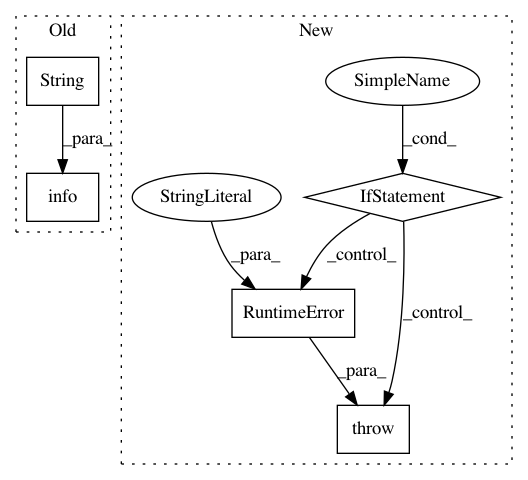 Old
New
String
SimpleName
_para_
_cond_
info
StringLiteral
IfStatement
_para_
_control_
_control_
RuntimeError
_para_
throw